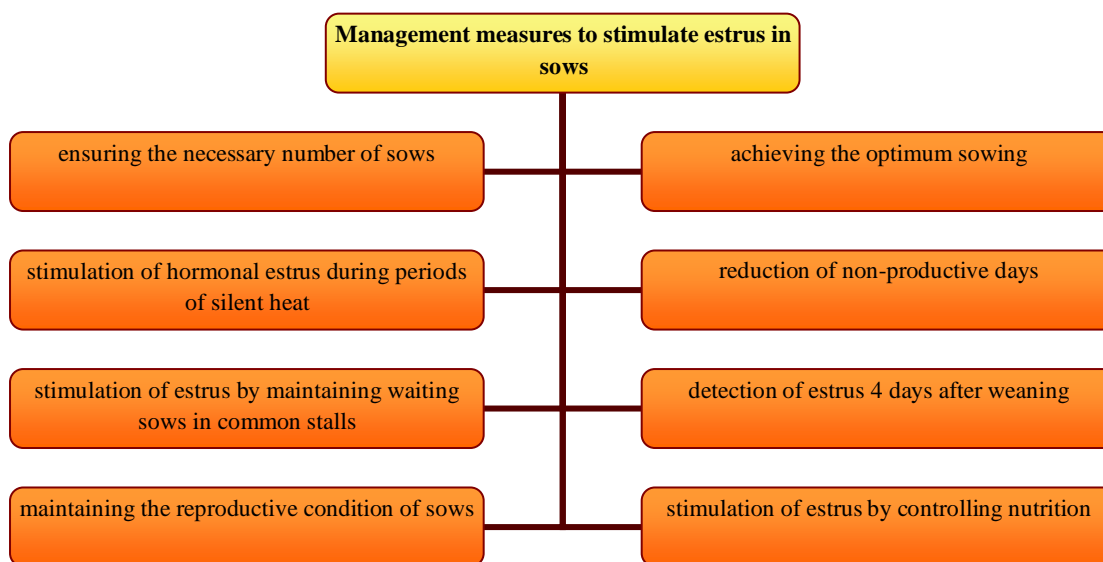 Management measures to stimulate estrus in
sows
ensuring the necessary number of sows
achieving the optimum sowing
stimulation of hormonal estrus during periods
of silent heat
reduction of non-productive days
stimulation of estrus by maintaining waiting
sows in common stalls
detection of estrus 4 days after weaning
maintaining the reproductive condition of sows
stimulation of estrus by controlling nutrition